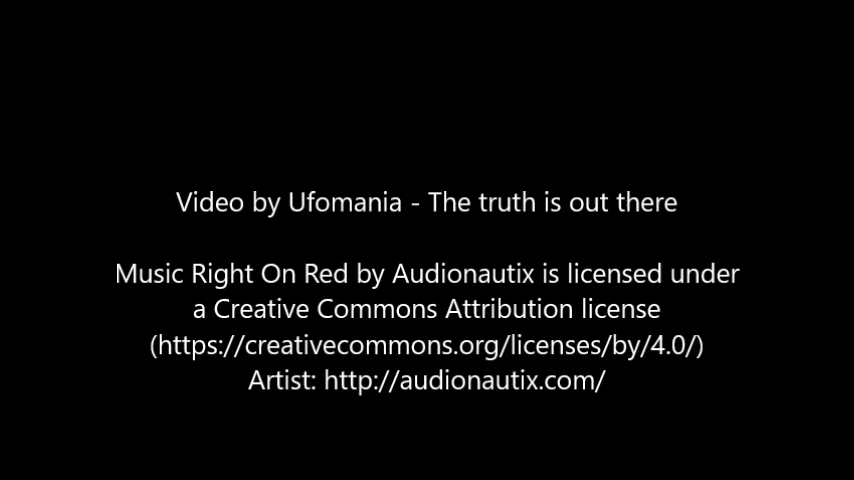 Video by Ufomania - The truth is out there
Music Right On Red by Audionautix is licensed under
a Creative Commons Attribution license
(https://creativecommons.org/licenses/by/4.0/)
Artist: http://audionautix.com/